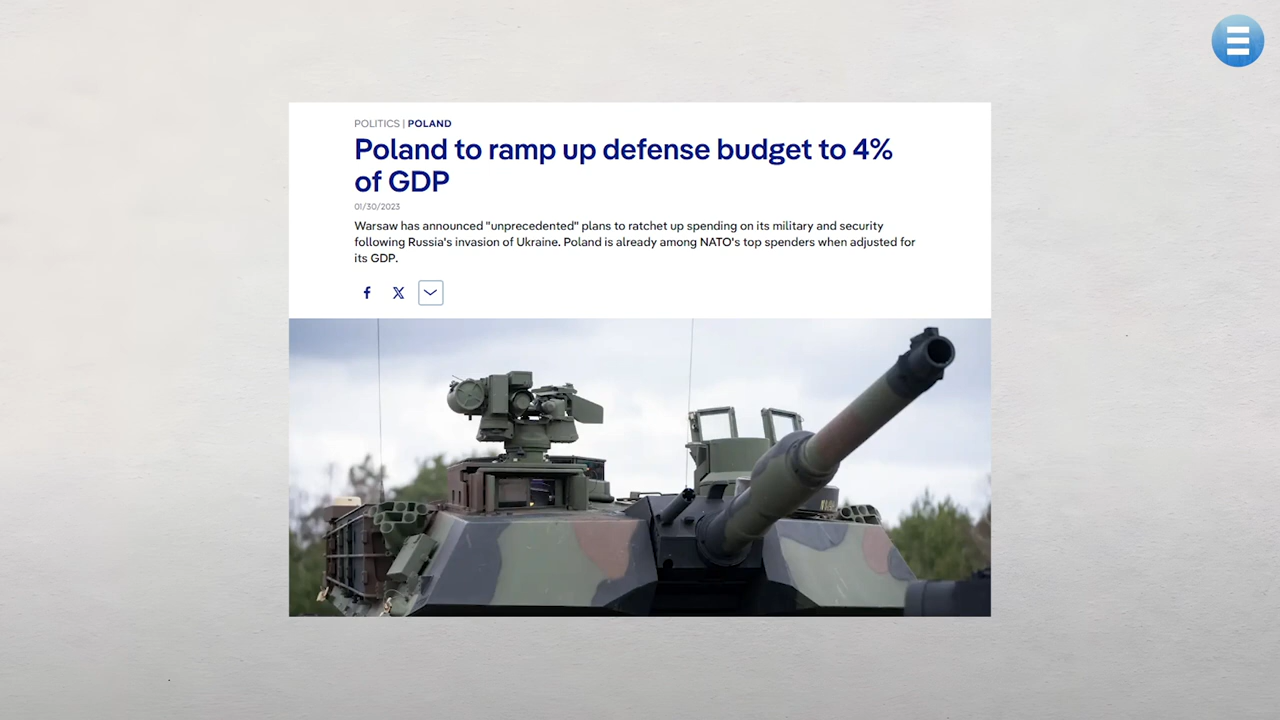 POLITICS | POLAND
Poland to ramp up defense budget to 4%
of GDP
01/30/2023
Warsaw has announced "unprecedented" plans to ratchet up spending on its military and security
following Russia's invasion of Ukraine. Poland is already among NATO's top spenders when adjusted for
its GDP.